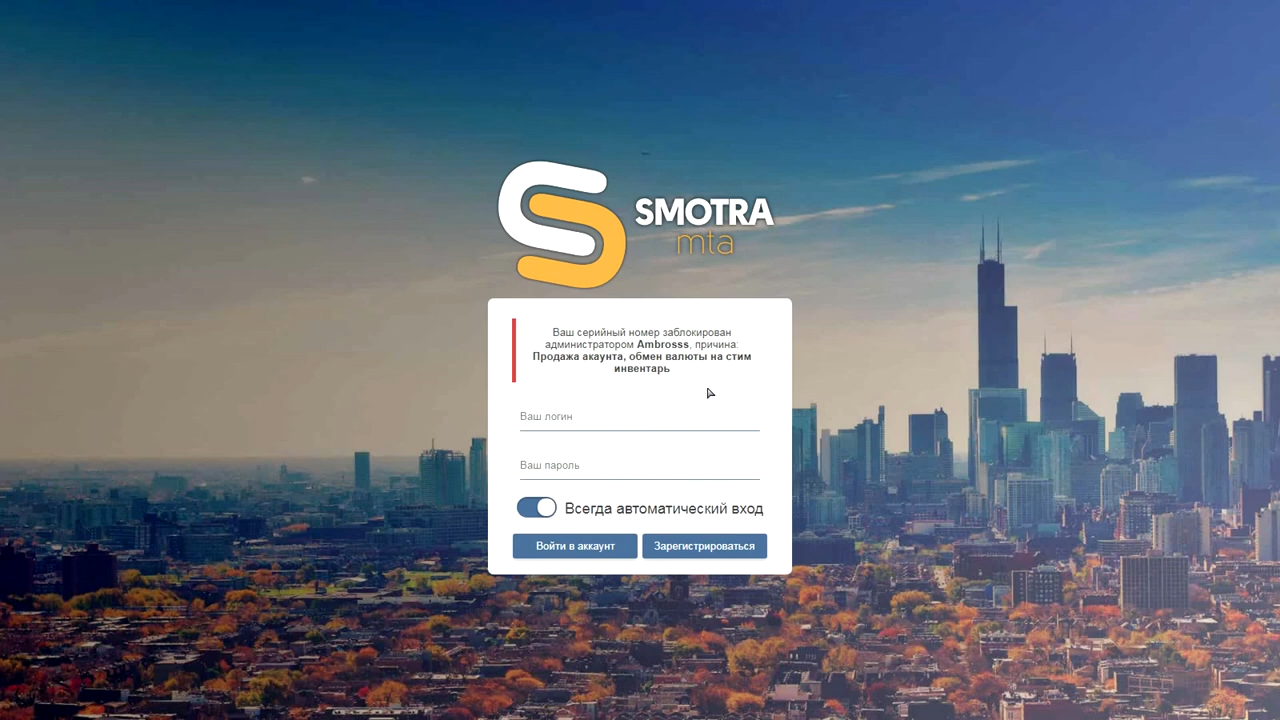 SMOTRA
mta
Ваш серийный номер заблокирован
администратором Ambrosss, причина:
Продажа акаунта, обмен валюты на стим
инвентарь
Ваш логин
Ваш пароль
Всегда автоматический вход
Войти в аккаунт
Зарегистрироваться